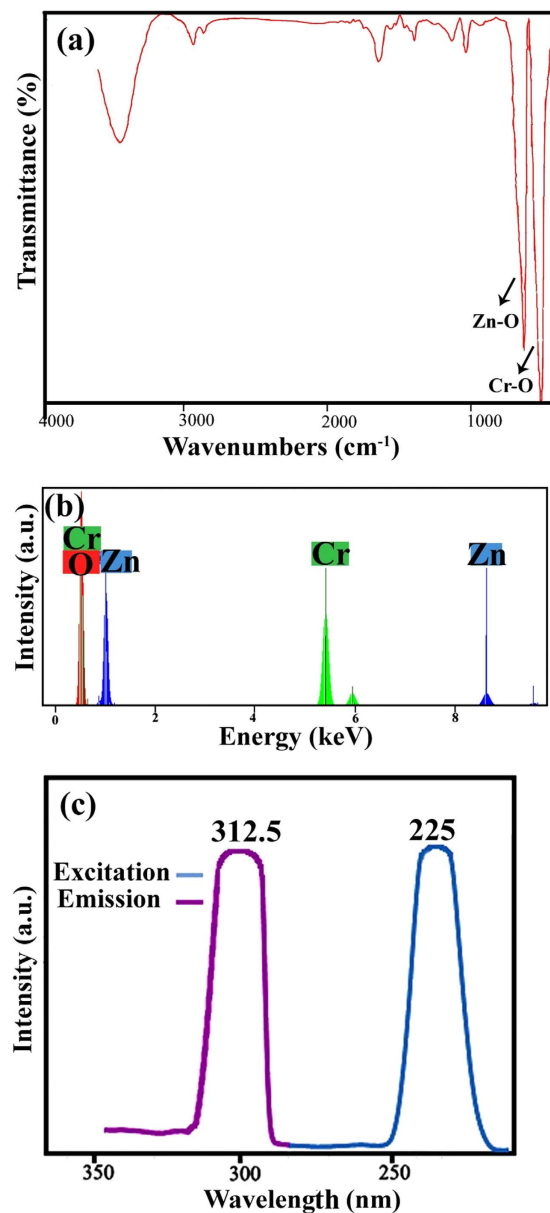 (a)
Transmittance (%)
Zn-O
Cr-O
4000 3000 2000 1000
Wavenumbers (cm⁻¹)
(b)
Intensity (a.u.)
Cr
O Zn
Cr
Zn
0 2 4 6 8
Energy (keV)
(c)
312.5 225
Excitation
Emission
Intensity (a.u.)
350 300 250
Wavelength (nm)